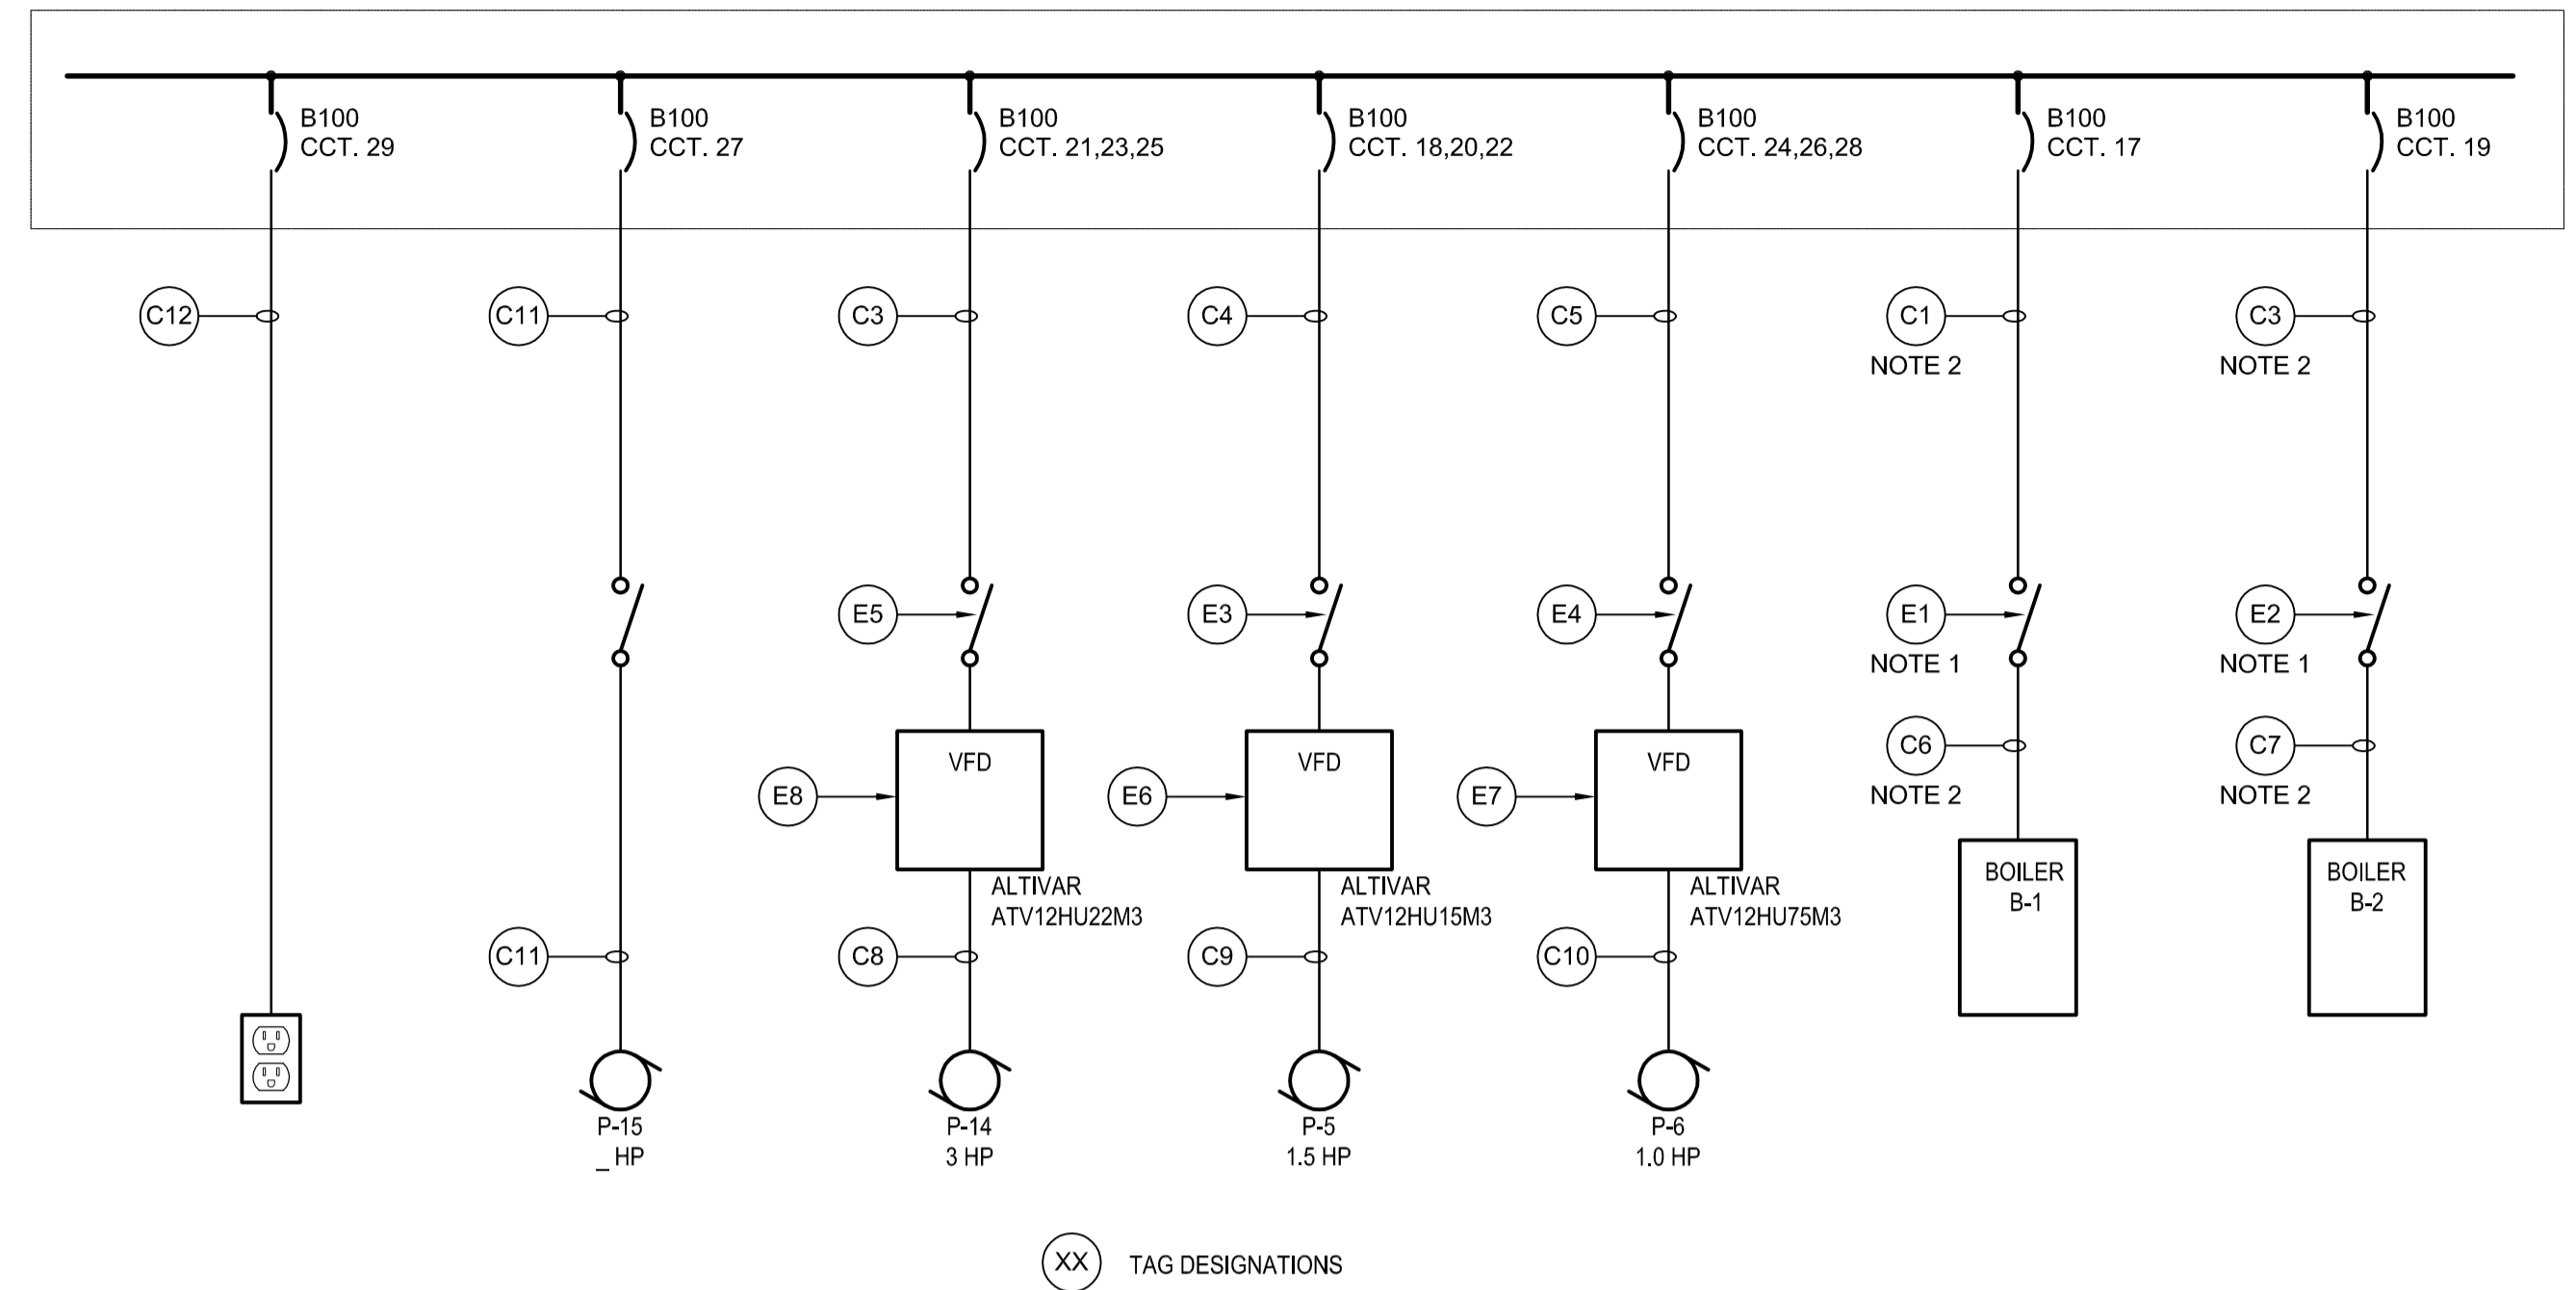 B100
CCT. 29
B100
CCT. 27
B100
CCT. 21,23,25
B100
CCT. 18,20,22
B100
CCT. 24,26,28
B100
CCT. 17
B100
CCT. 19
C12
C11
C3
C4
C5
C1
NOTE 2
C3
NOTE 2
E5
E3
E4
E1
NOTE 1
E2
NOTE 1
VFD
VFD
VFD
C6
NOTE 2
C7
NOTE 2
E8
E6
E7
ALTIVAR
ATV12HU22M3
ALTIVAR
ATV12HU15M3
ALTIVAR
ATV12HU75M3
BOILER
B-1
BOILER
B-2
C11
C8
C9
C10
P-15
_ HP
P-14
3 HP
P-5
1.5 HP
P-6
1.0 HP
XX TAG DESIGNATIONS